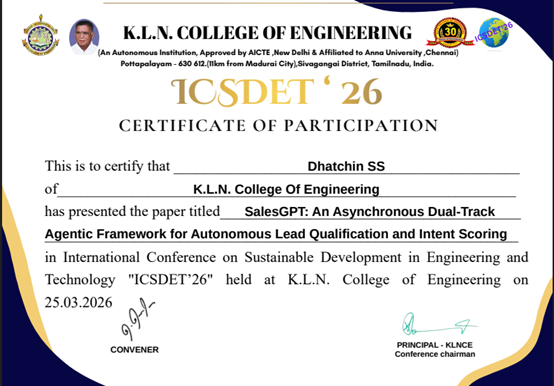 K.L.N. COLLEGE OF ENGINEERING
(An Autonomous Institution, Approved by AICTE ,New Delhi & Affiliated to Anna University ,Chennai)
Pottapalayam - 630 612.(11km from Madurai City),Sivagangai District, Tamilnadu, India.
30
ICSDET'26
ICSDET ‘ 26
CERTIFICATE OF PARTICIPATION
This is to certify that Dhatchin SS
of K.L.N. College Of Engineering
has presented the paper titled SalesGPT: An Asynchronous Dual-Track
Agentic Framework for Autonomous Lead Qualification and Intent Scoring
in International Conference on Sustainable Development in Engineering and
Technology "ICSDET’26" held at K.L.N. College of Engineering on
25.03.2026
CONVENER
PRINCIPAL - KLNCE
Conference chairman